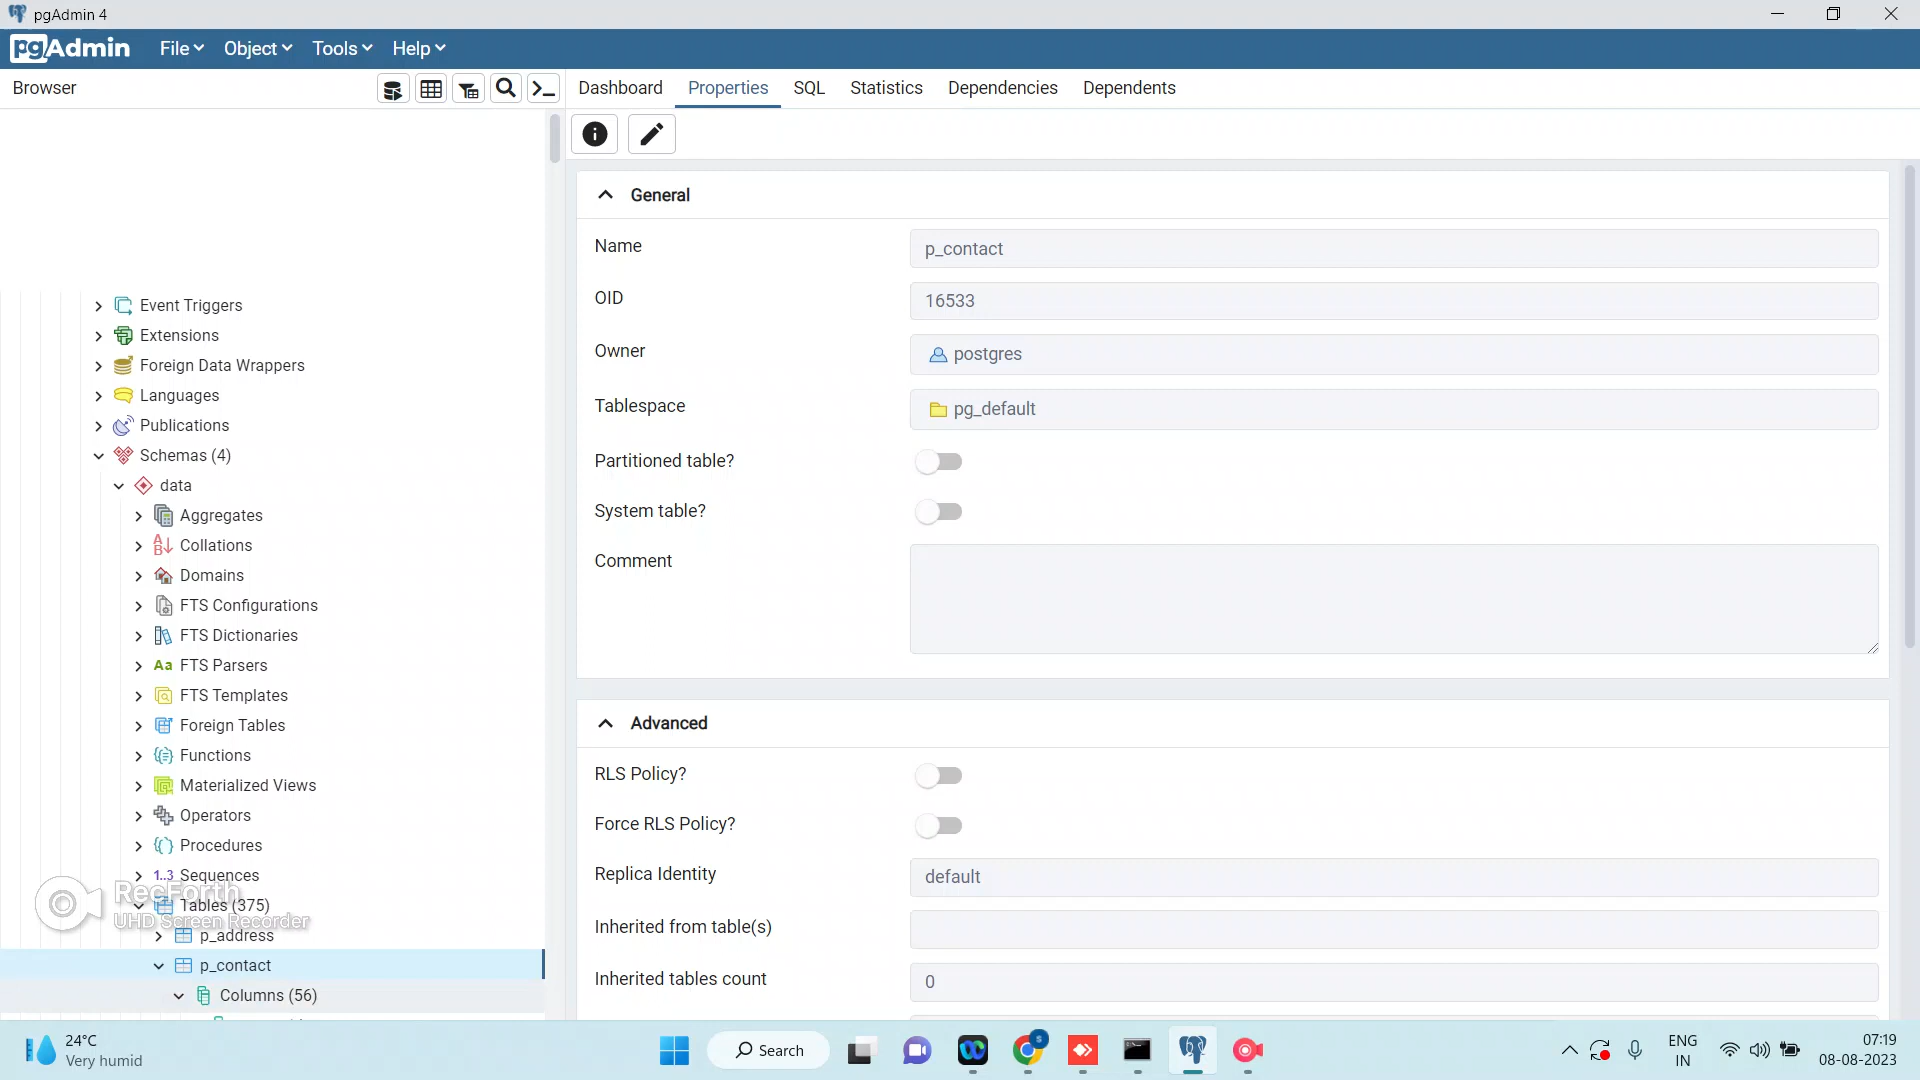 pgAdmin 4
pgAdmin File Object Tools Help
Browser
Dashboard Properties SQL Statistics Dependencies Dependents
Event Triggers
Extensions
Foreign Data Wrappers
Languages
Publications
Schemas (4)
data
Aggregates
Collations
Domains
FTS Configurations
FTS Dictionaries
Aa FTS Parsers
FTS Templates
Foreign Tables
Functions
Materialized Views
Operators
Procedures
1..3 Sequences
RecForth
Tables (375)
UHD Screen Recorder
p_address
p_contact
Columns (56)
General
Name p_contact
OID 16533
Owner postgres
Tablespace pg_default
Partitioned table?
System table?
Comment
Advanced
RLS Policy?
Force RLS Policy?
Replica Identity default
Inherited from table(s)
Inherited tables count 0
24°C
Very humid
Search
ENG
IN
07:19
08-08-2023